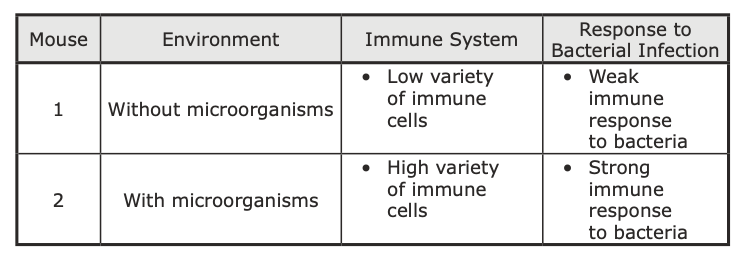 Mouse
Environment
Immune System
Response to
Bacterial Infection
1
Without microorganisms
• Low variety
of immune
cells
• Weak
immune
response
to bacteria
2
With microorganisms
• High variety
of immune
cells
• Strong
immune
response
to bacteria